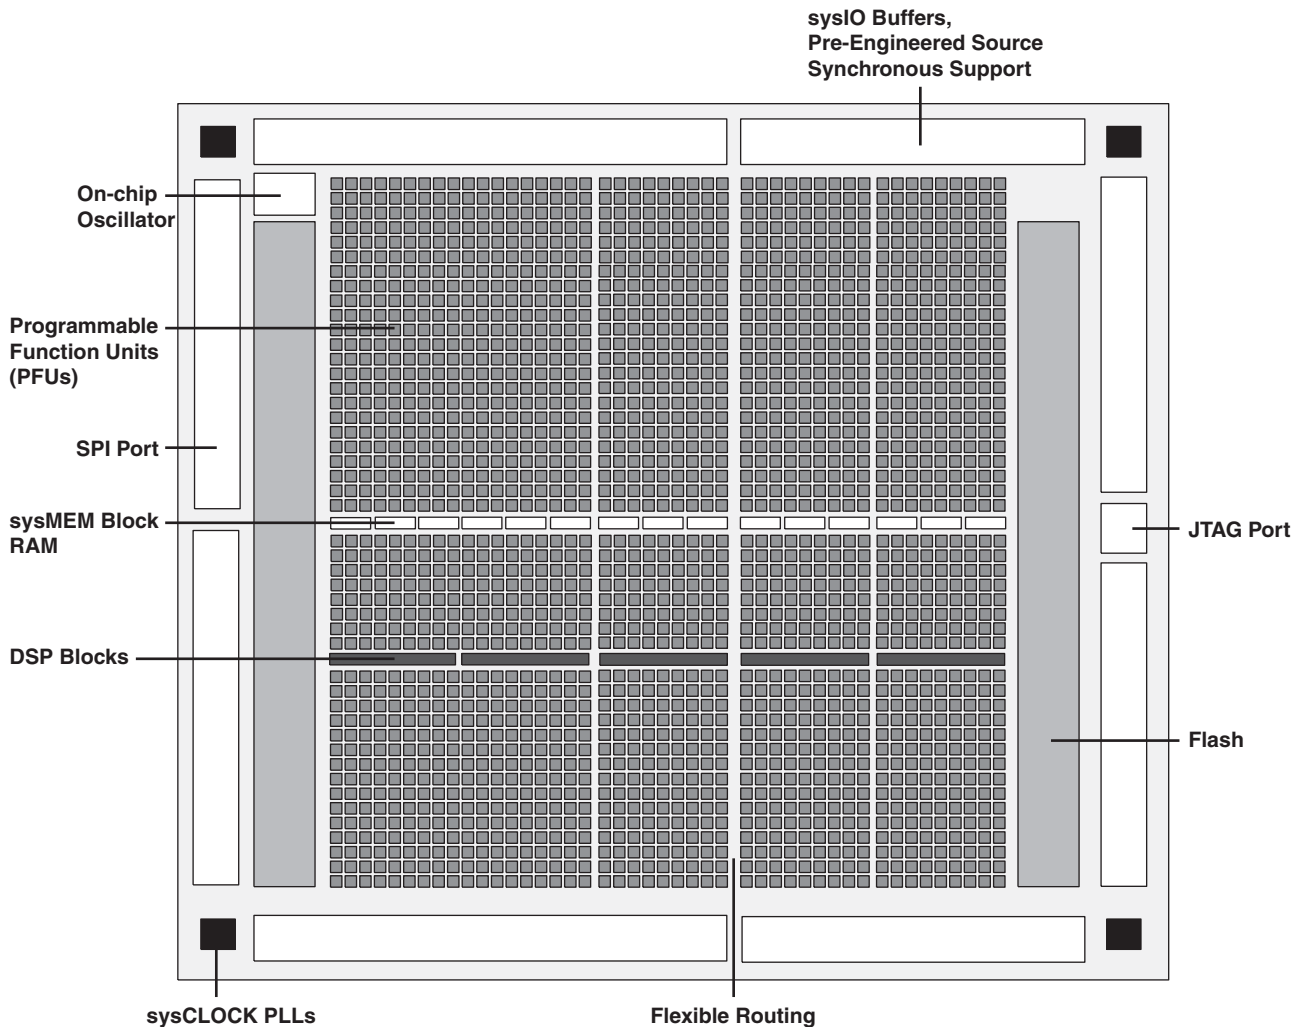 sysIO Buffers,
Pre-Engineered Source
Synchronous Support
On-chip
Oscillator
Programmable
Function Units
(PFUs)
SPI Port
sysMEM Block
RAM
JTAG Port
DSP Blocks
Flash
sysCLOCK PLLs
Flexible Routing